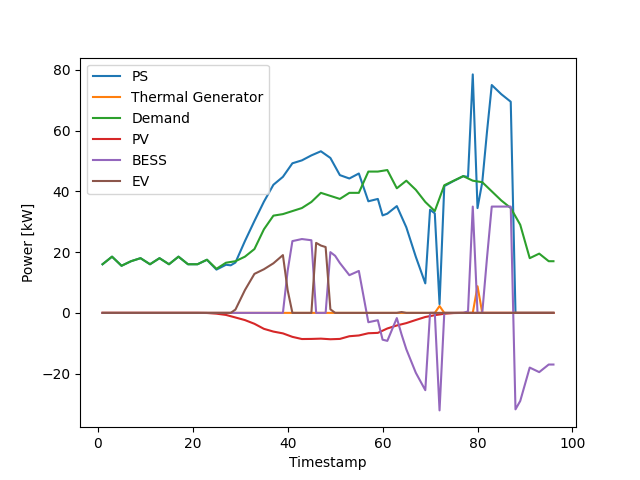 PS
Thermal Generator
Demand
PV
BESS
EV
80
60
40
20
0
−20
Power [kW]
0 20 40 60 80 100
Timestamp